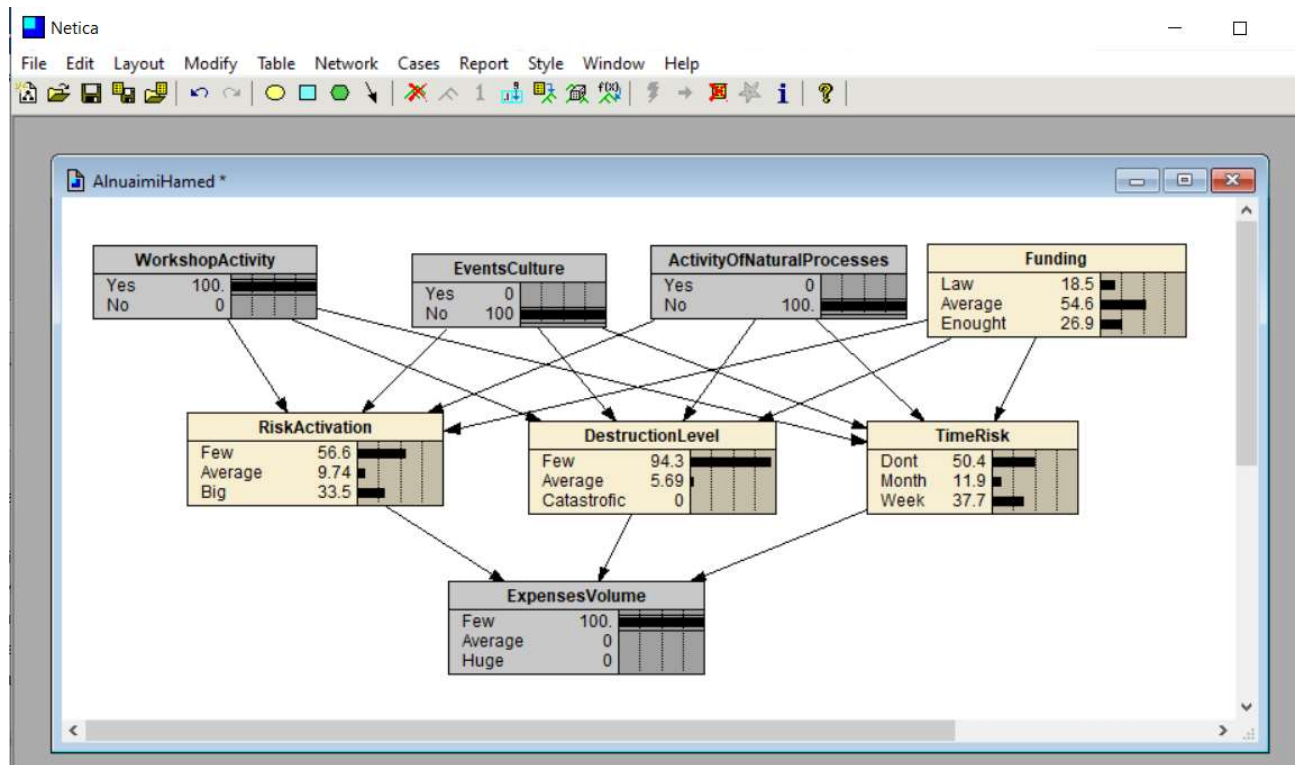 Netica
File Edit Layout Modify Table Network Cases Report Style Window Help
AlnuaimiHamed *
WorkshopActivity
Yes 100.
No 0
EventsCulture
Yes 0
No 100
ActivityOfNaturalProcesses
Yes 0
No 100.
Funding
Law 18.5
Average 54.6
Enought 26.9
RiskActivation
Few 56.6
Average 9.74
Big 33.5
DestructionLevel
Few 94.3
Average 5.69
Catastrofic 0
TimeRisk
Dont 50.4
Month 11.9
Week 37.7
ExpensesVolume
Few 100.
Average 0
Huge 0